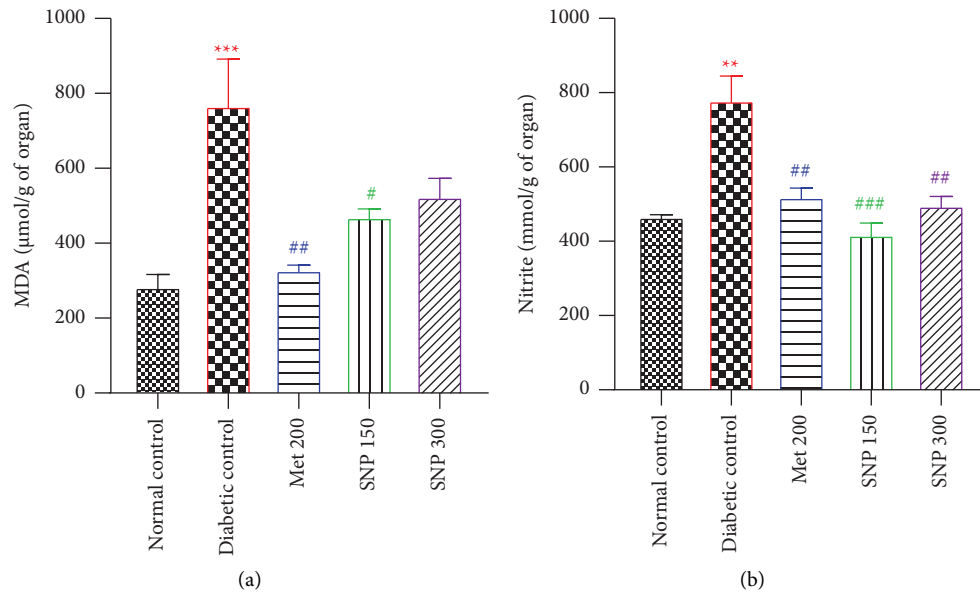 MDA (µmol/g of organ)
1000
800
600
400
200
0
***
##
#
Normal control
Diabetic control
Met 200
SNP 150
SNP 300
(a)
Nitrite (mmol/g of organ)
1000
800
600
400
200
0
**
##
###
##
Normal control
Diabetic control
Met 200
SNP 150
SNP 300
(b)